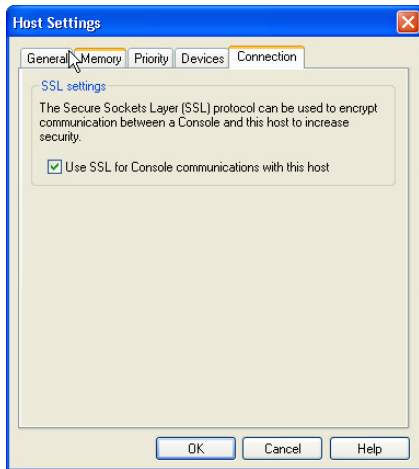 Host Settings
General Memory Priority Devices Connection
SSL settings
The Secure Sockets Layer (SSL) protocol can be used to encrypt
communication between a Console and this host to increase
security.
Use SSL for Console communications with this host
OK Cancel Help